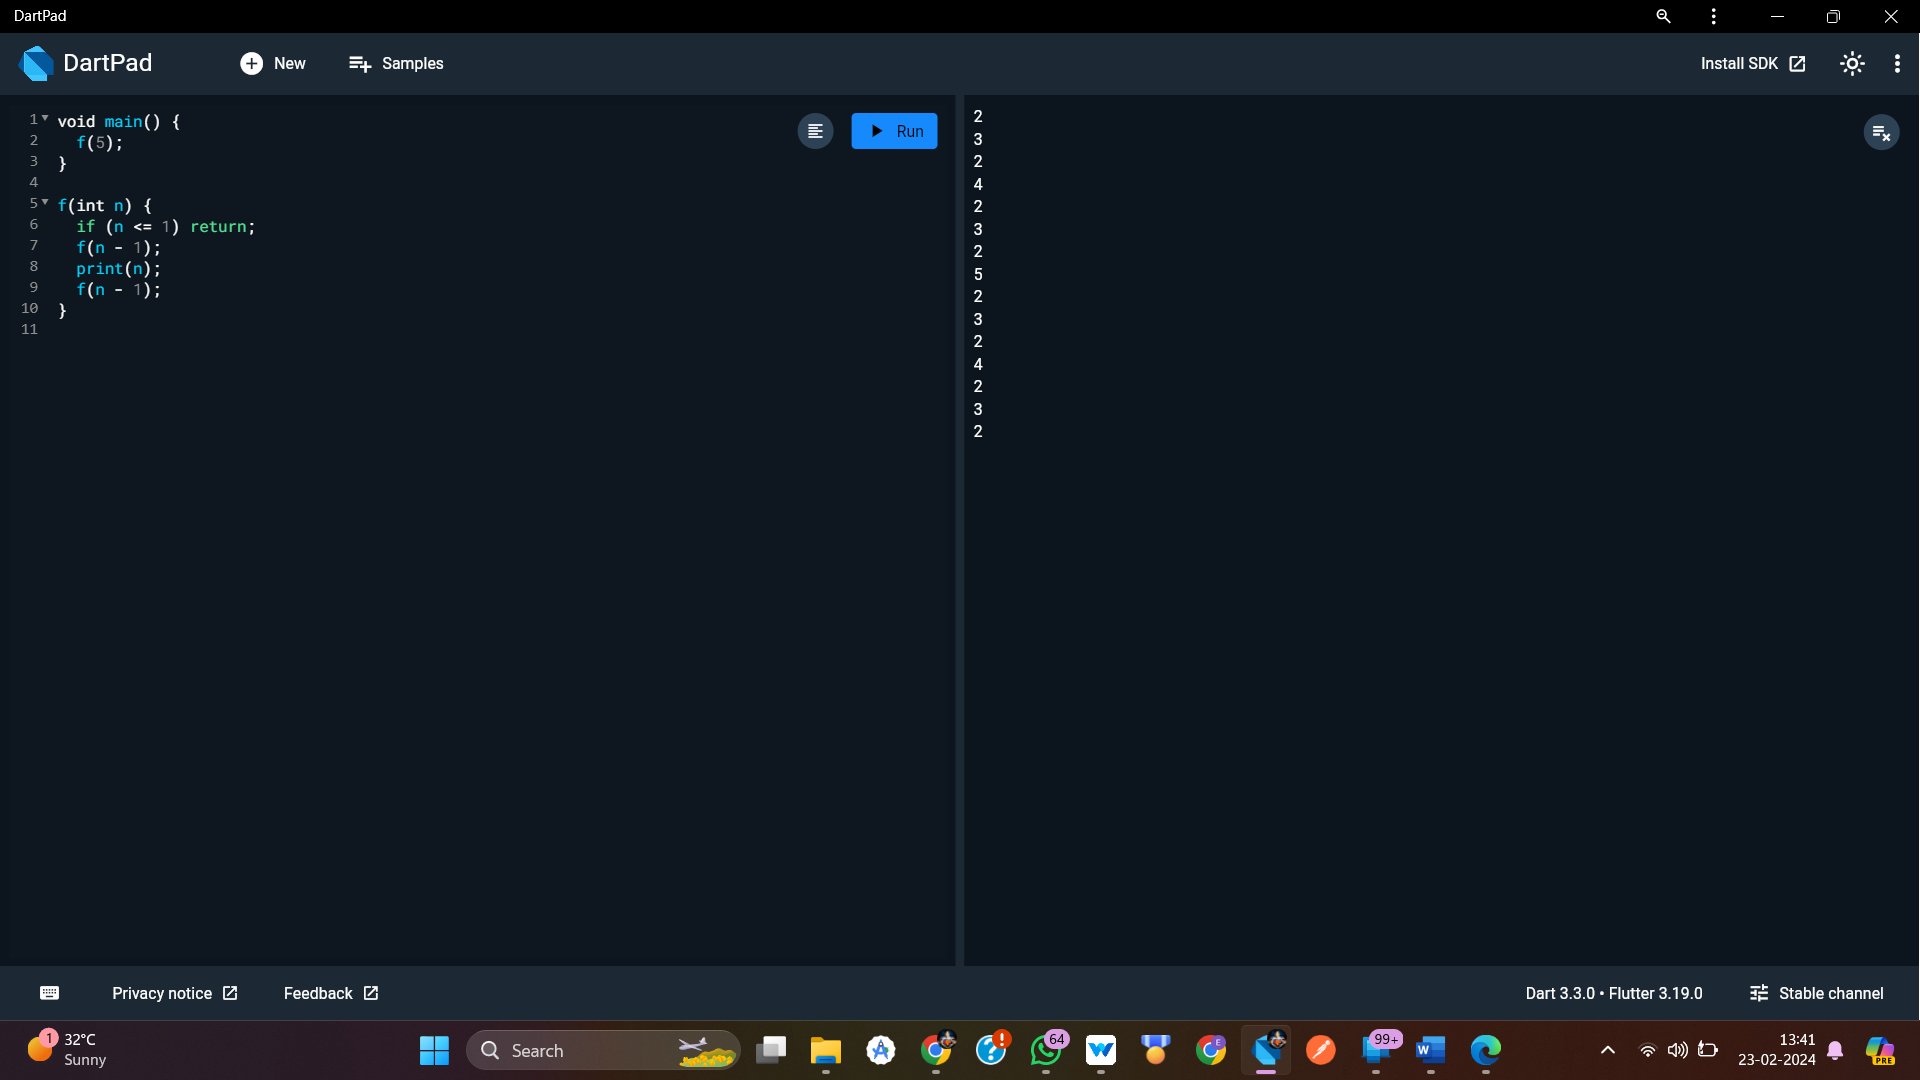 DartPad
DartPad
New
Samples
Install SDK
1 void main() {
2   f(5);
3 }
4
5 f(int n) {
6   if (n <= 1) return;
7   f(n - 1);
8   print(n);
9   f(n - 1);
10 }
11
Run
2
3
2
4
2
3
2
5
2
3
2
4
2
3
2
Privacy notice
Feedback
Dart 3.3.0 • Flutter 3.19.0
Stable channel
1
32°C
Sunny
Search
64
E
99+
W
13:41
23-02-2024
PRE